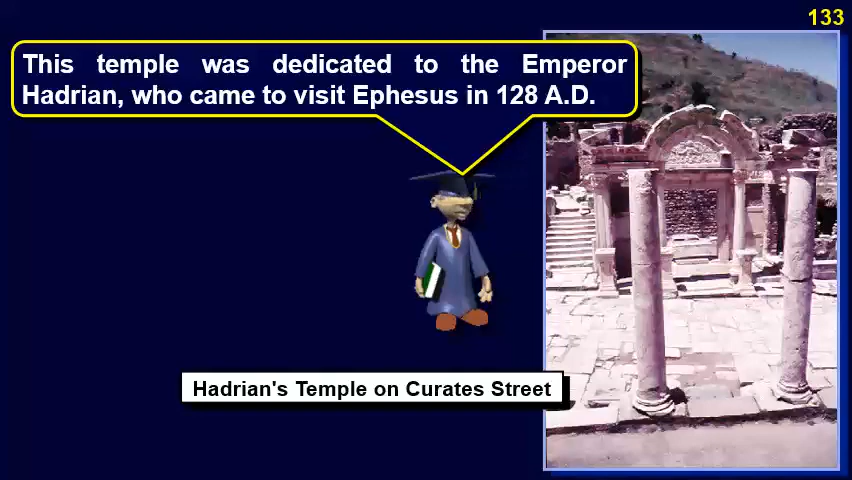 133
This temple was dedicated to the Emperor
Hadrian, who came to visit Ephesus in 128 A.D.
Hadrian's Temple on Curates Street